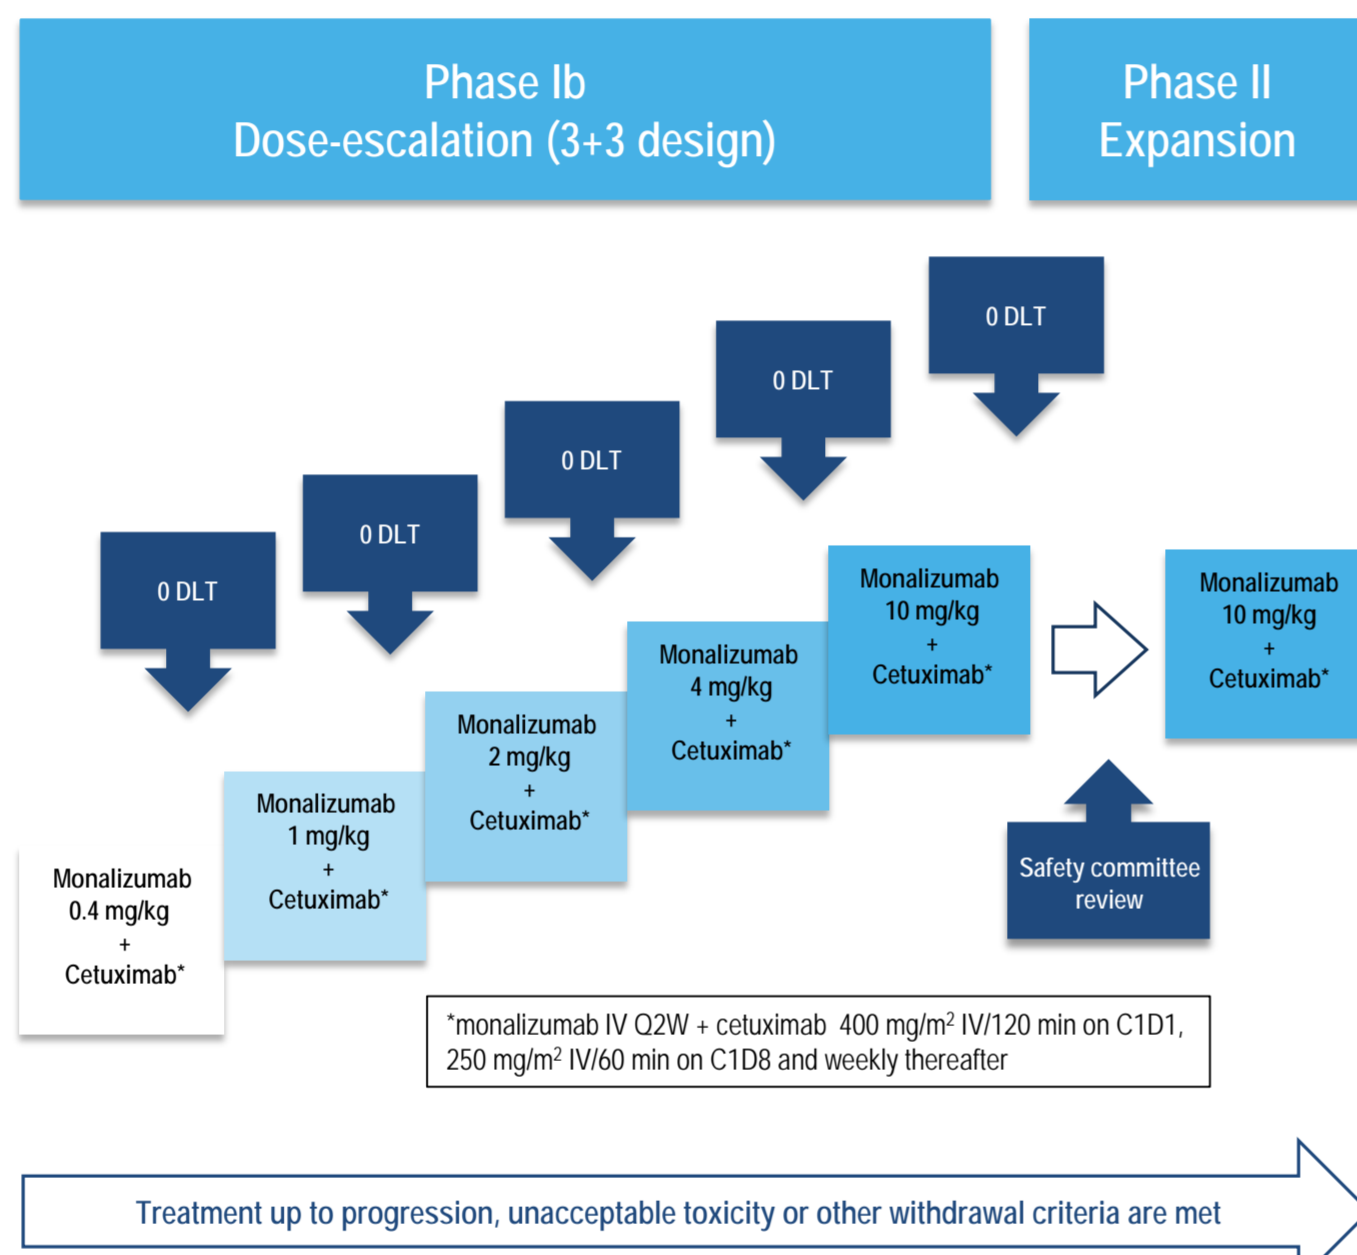 Phase Ib
Dose-escalation (3+3 design)
Phase II
Expansion
0 DLT
0 DLT
0 DLT
0 DLT
0 DLT
Monalizumab
0.4 mg/kg
+
Cetuximab*
Monalizumab
1 mg/kg
+
Cetuximab*
Monalizumab
2 mg/kg
+
Cetuximab*
Monalizumab
4 mg/kg
+
Cetuximab*
Monalizumab
10 mg/kg
+
Cetuximab*
Monalizumab
10 mg/kg
+
Cetuximab*
Safety committee
review
*monalizumab IV Q2W + cetuximab 400 mg/m² IV/120 min on C1D1,
250 mg/m² IV/60 min on C1D8 and weekly thereafter
Treatment up to progression, unacceptable toxicity or other withdrawal criteria are met